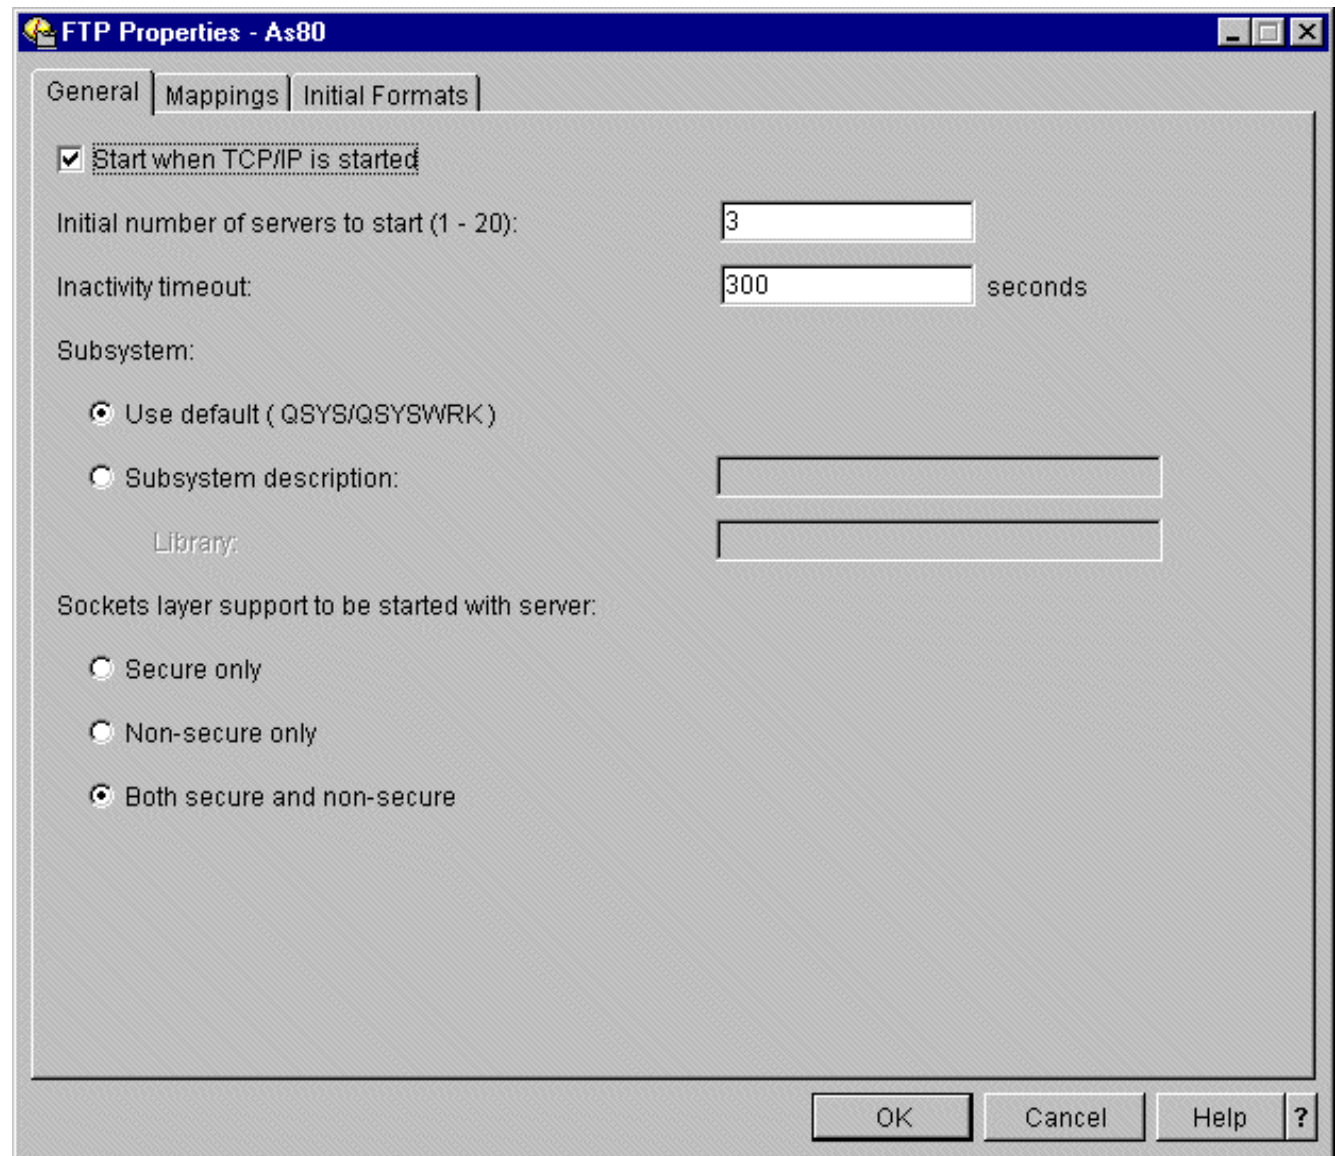 FTP Properties - As80
General Mappings Initial Formats
Start when TCP/IP is started
Initial number of servers to start (1 - 20): 3
Inactivity timeout: 300 seconds
Subsystem:
Use default ( QSYS/QSYSWRK )
Subsystem description:
Library:
Sockets layer support to be started with server:
Secure only
Non-secure only
Both secure and non-secure
OK Cancel Help ?